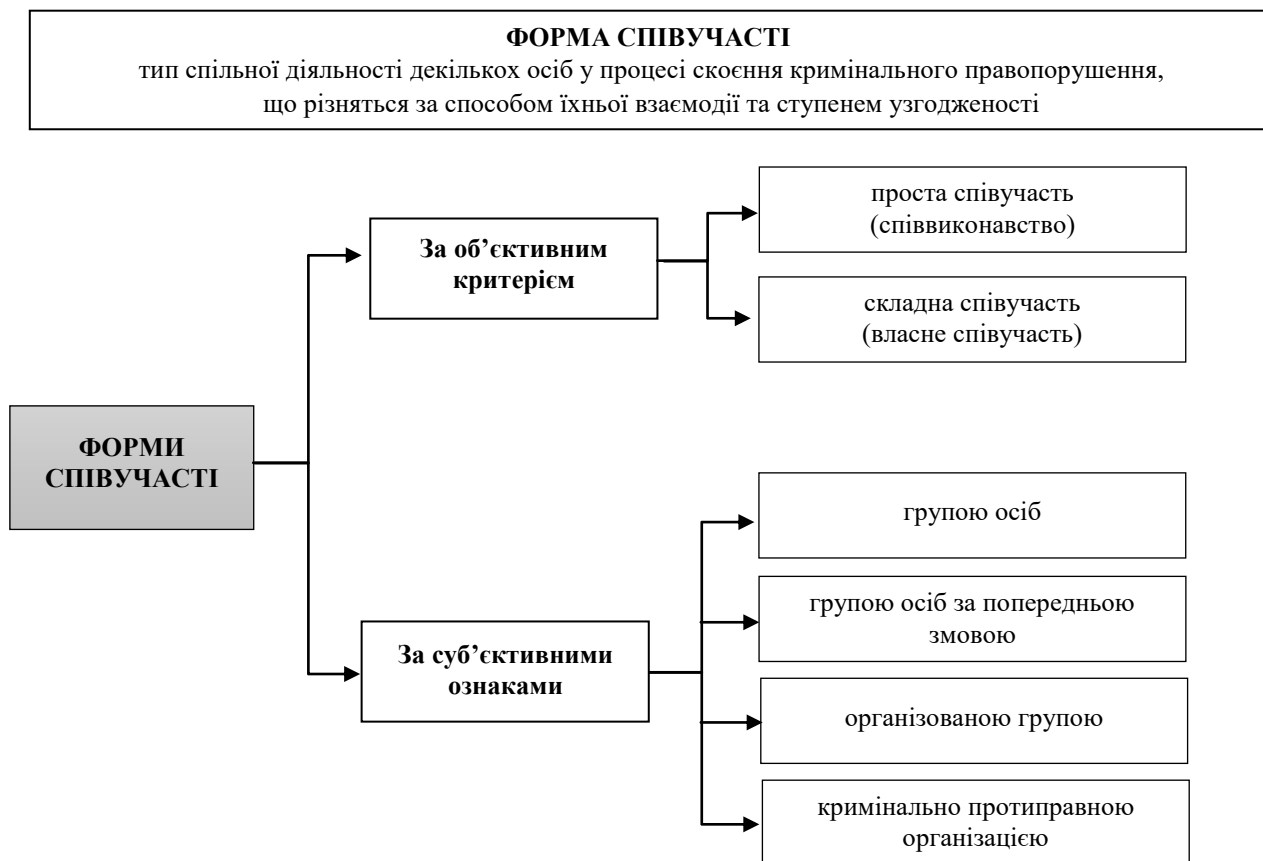 ФОРМА СПІВУЧАСТІ
тип спільної діяльності декількох осіб у процесі скоєння кримінального правопорушення,
що різняться за способом їхньої взаємодії та ступенем узгодженості
проста співучасть
(співвиконавство)
За об’єктивним
критерієм
складна співучасть
(власне співучасть)
ФОРМИ
СПІВУЧАСТІ
групою осіб
групою осіб за попередньою
змовою
За суб’єктивними
ознаками
організованою групою
кримінально протиправною
організацією